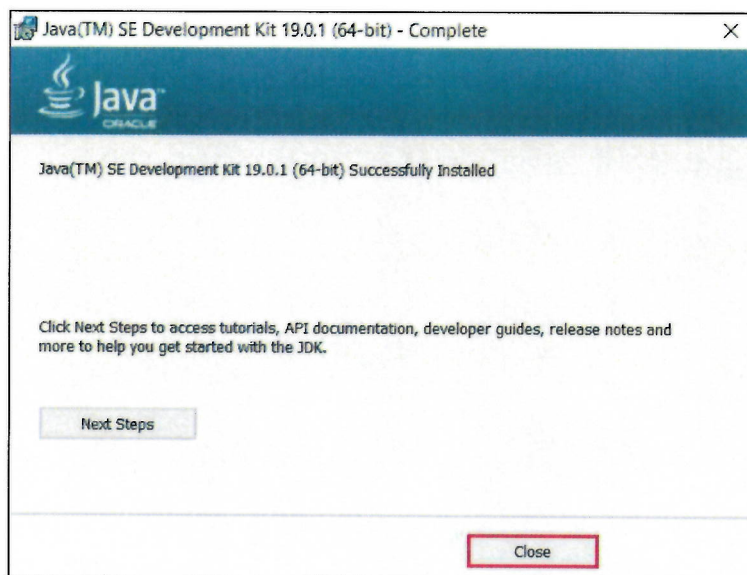 Java(TM) SE Development Kit 19.0.1 (64-bit) - Complete
Java™
ORACLE
Java(TM) SE Development Kit 19.0.1 (64-bit) Successfully Installed
Click Next Steps to access tutorials, API documentation, developer guides, release notes and
more to help you get started with the JDK.
Next Steps
Close